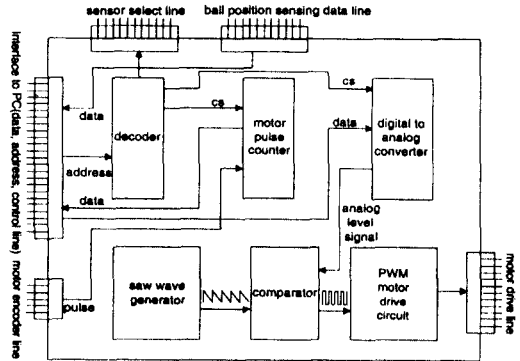 sensor select line
ball position sensing data line
interface to PC(data, address, control line)
motor encoder line
data
decoder
cs
motor
pulse
counter
cs
data
digital to
analog
converter
address
data
analog
level
signal
pulse
saw wave
generator
comparator
PWM
motor
drive
circuit
motor drive line